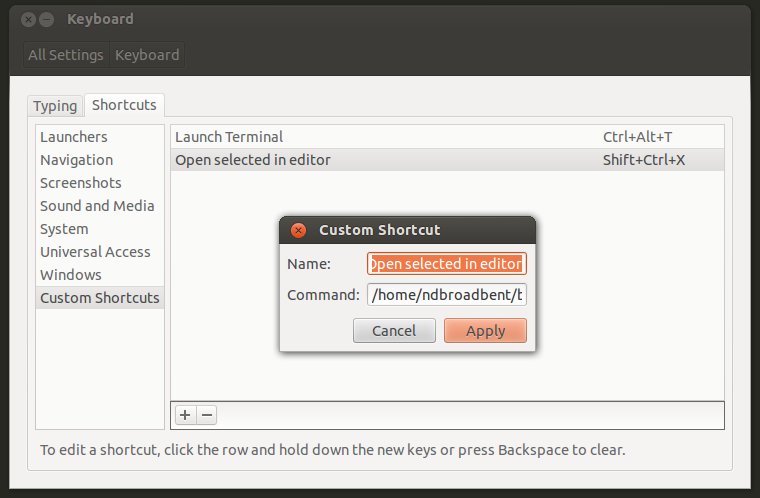 Keyboard
All Settings Keyboard
Typing Shortcuts
Launchers
Navigation
Screenshots
Sound and Media
System
Universal Access
Windows
Custom Shortcuts
Launch Terminal Ctrl+Alt+T
Open selected in editor Shift+Ctrl+X
Custom Shortcut
Name: Open selected in editor
Command: /home/ndbroadbent/b
Cancel Apply
To edit a shortcut, click the row and hold down the new keys or press Backspace to clear.